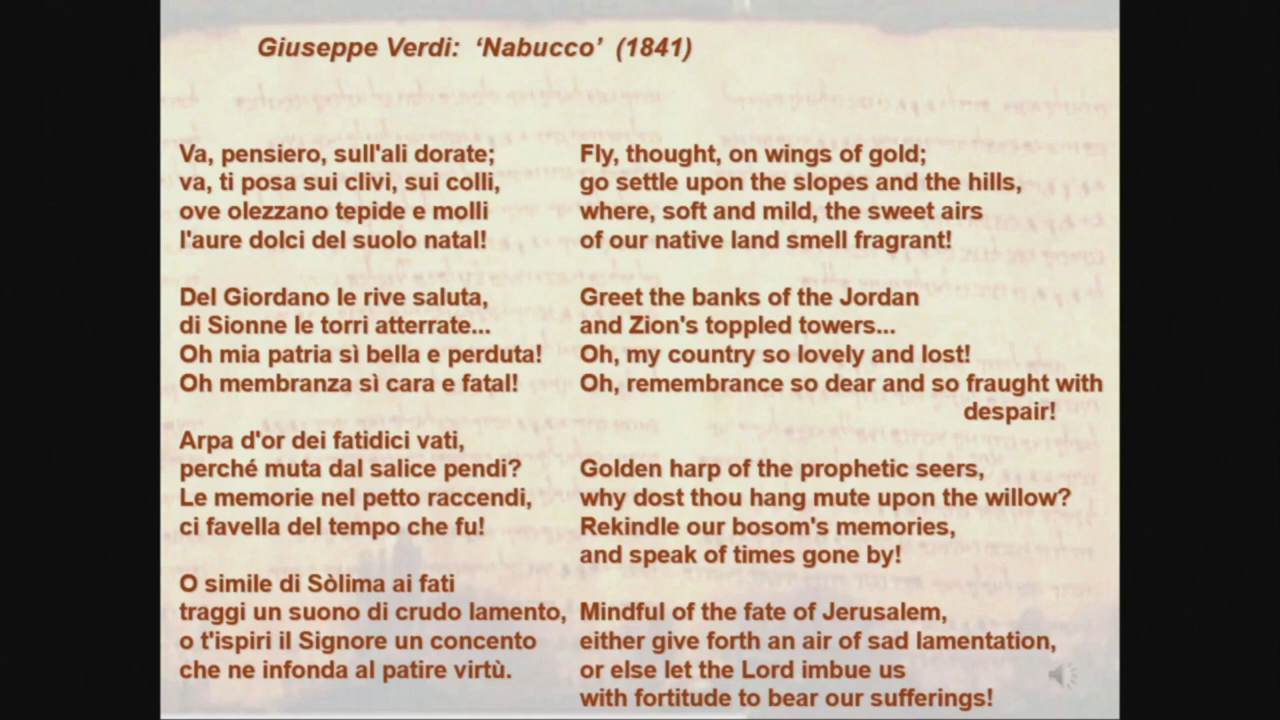 Giuseppe Verdi: ‘Nabucco’ (1841)
Va, pensiero, sull'ali dorate;
va, ti posa sui clivi, sui colli,
ove olezzano tepide e molli
l'aure dolci del suolo natal!
Del Giordano le rive saluta,
di Sionne le torri atterrate...
Oh mia patria sì bella e perduta!
Oh membranza sì cara e fatal!
Arpa d'or dei fatidici vati,
perché muta dal salice pendi?
Le memorie nel petto raccendi,
ci favella del tempo che fu!
O simile di Sòlima ai fati
traggi un suono di crudo lamento,
o t'ispiri il Signore un concento
che ne infonda al patire virtù.
Fly, thought, on wings of gold;
go settle upon the slopes and the hills,
where, soft and mild, the sweet airs
of our native land smell fragrant!
Greet the banks of the Jordan
and Zion's toppled towers...
Oh, my country so lovely and lost!
Oh, remembrance so dear and so fraught with
despair!
Golden harp of the prophetic seers,
why dost thou hang mute upon the willow?
Rekindle our bosom's memories,
and speak of times gone by!
Mindful of the fate of Jerusalem,
either give forth an air of sad lamentation,
or else let the Lord imbue us
with fortitude to bear our sufferings!